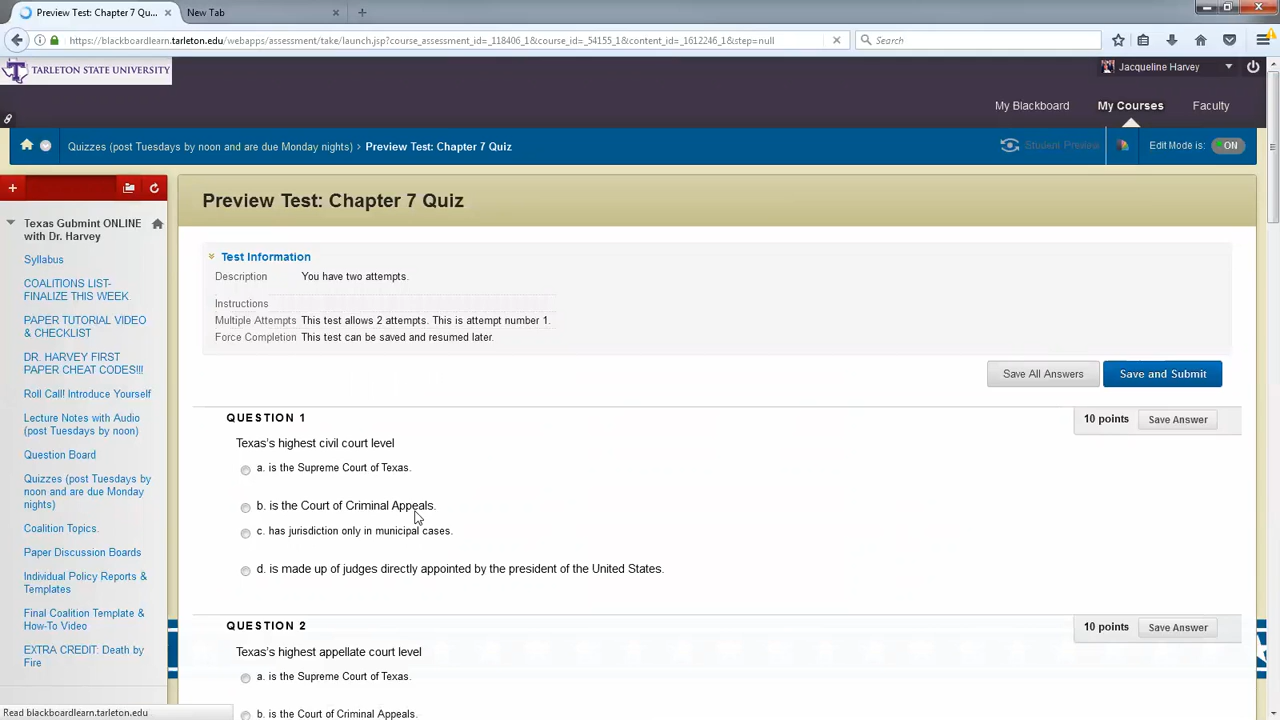 Preview Test: Chapter 7 Qu...
New Tab
https://blackboardlearn.tarleton.edu/webapps/assessment/take/launch.jsp?course_assessment_id=_118406_1&course_id=_54155_1&content_id=_1612246_1&step=null
Search
TARLETON STATE UNIVERSITY
Jacqueline Harvey
My Blackboard
My Courses
Faculty
Quizzes (post Tuesdays by noon and are due Monday nights) › Preview Test: Chapter 7 Quiz
Student Preview
Edit Mode is: ON
Texas Gubmint ONLINE
with Dr. Harvey
Syllabus
COALITIONS LIST-
FINALIZE THIS WEEK
PAPER TUTORIAL VIDEO
& CHECKLIST
DR. HARVEY FIRST
PAPER CHEAT CODES!!!
Roll Call! Introduce Yourself
Lecture Notes with Audio
(post Tuesdays by noon)
Question Board
Quizzes (post Tuesdays by
noon and are due Monday
nights)
Coalition Topics.
Paper Discussion Boards
Individual Policy Reports &
Templates
Final Coalition Template &
How-To Video
EXTRA CREDIT: Death by
Fire
Read blackboardlearn.tarleton.edu
Preview Test: Chapter 7 Quiz
Test Information
Description You have two attempts.
Instructions
Multiple Attempts This test allows 2 attempts. This is attempt number 1.
Force Completion This test can be saved and resumed later.
Save All Answers
Save and Submit
QUESTION 1
10 points
Save Answer
Texas's highest civil court level
a. is the Supreme Court of Texas.
b. is the Court of Criminal Appeals.
c. has jurisdiction only in municipal cases.
d. is made up of judges directly appointed by the president of the United States.
QUESTION 2
10 points
Save Answer
Texas's highest appellate court level
a. is the Supreme Court of Texas.
b. is the Court of Criminal Appeals.